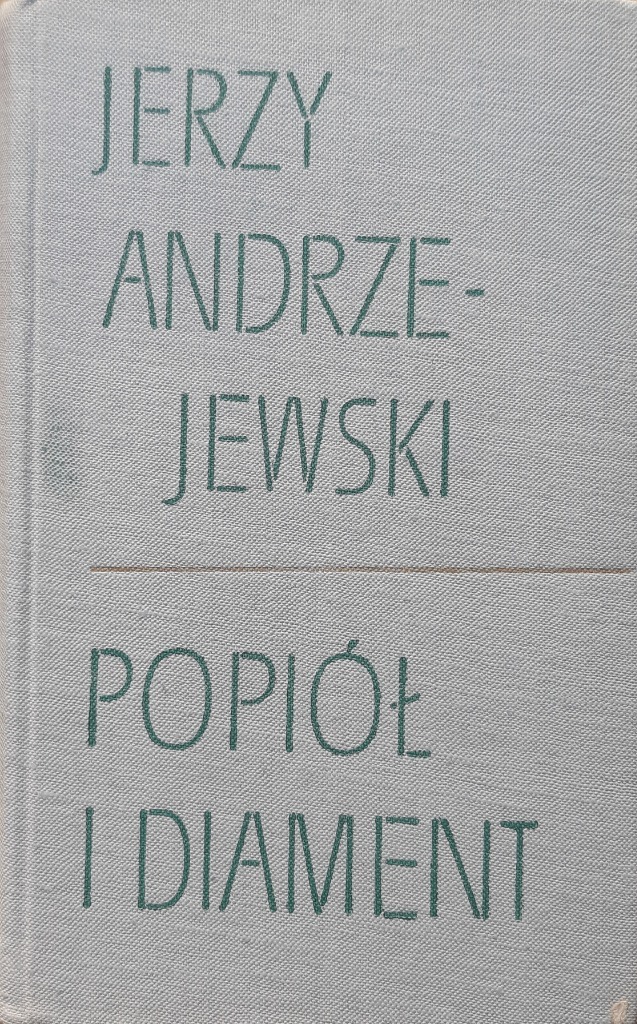 JERZY
ANDRZE-
JEWSKI
POPIÓŁ
I DIAMENT